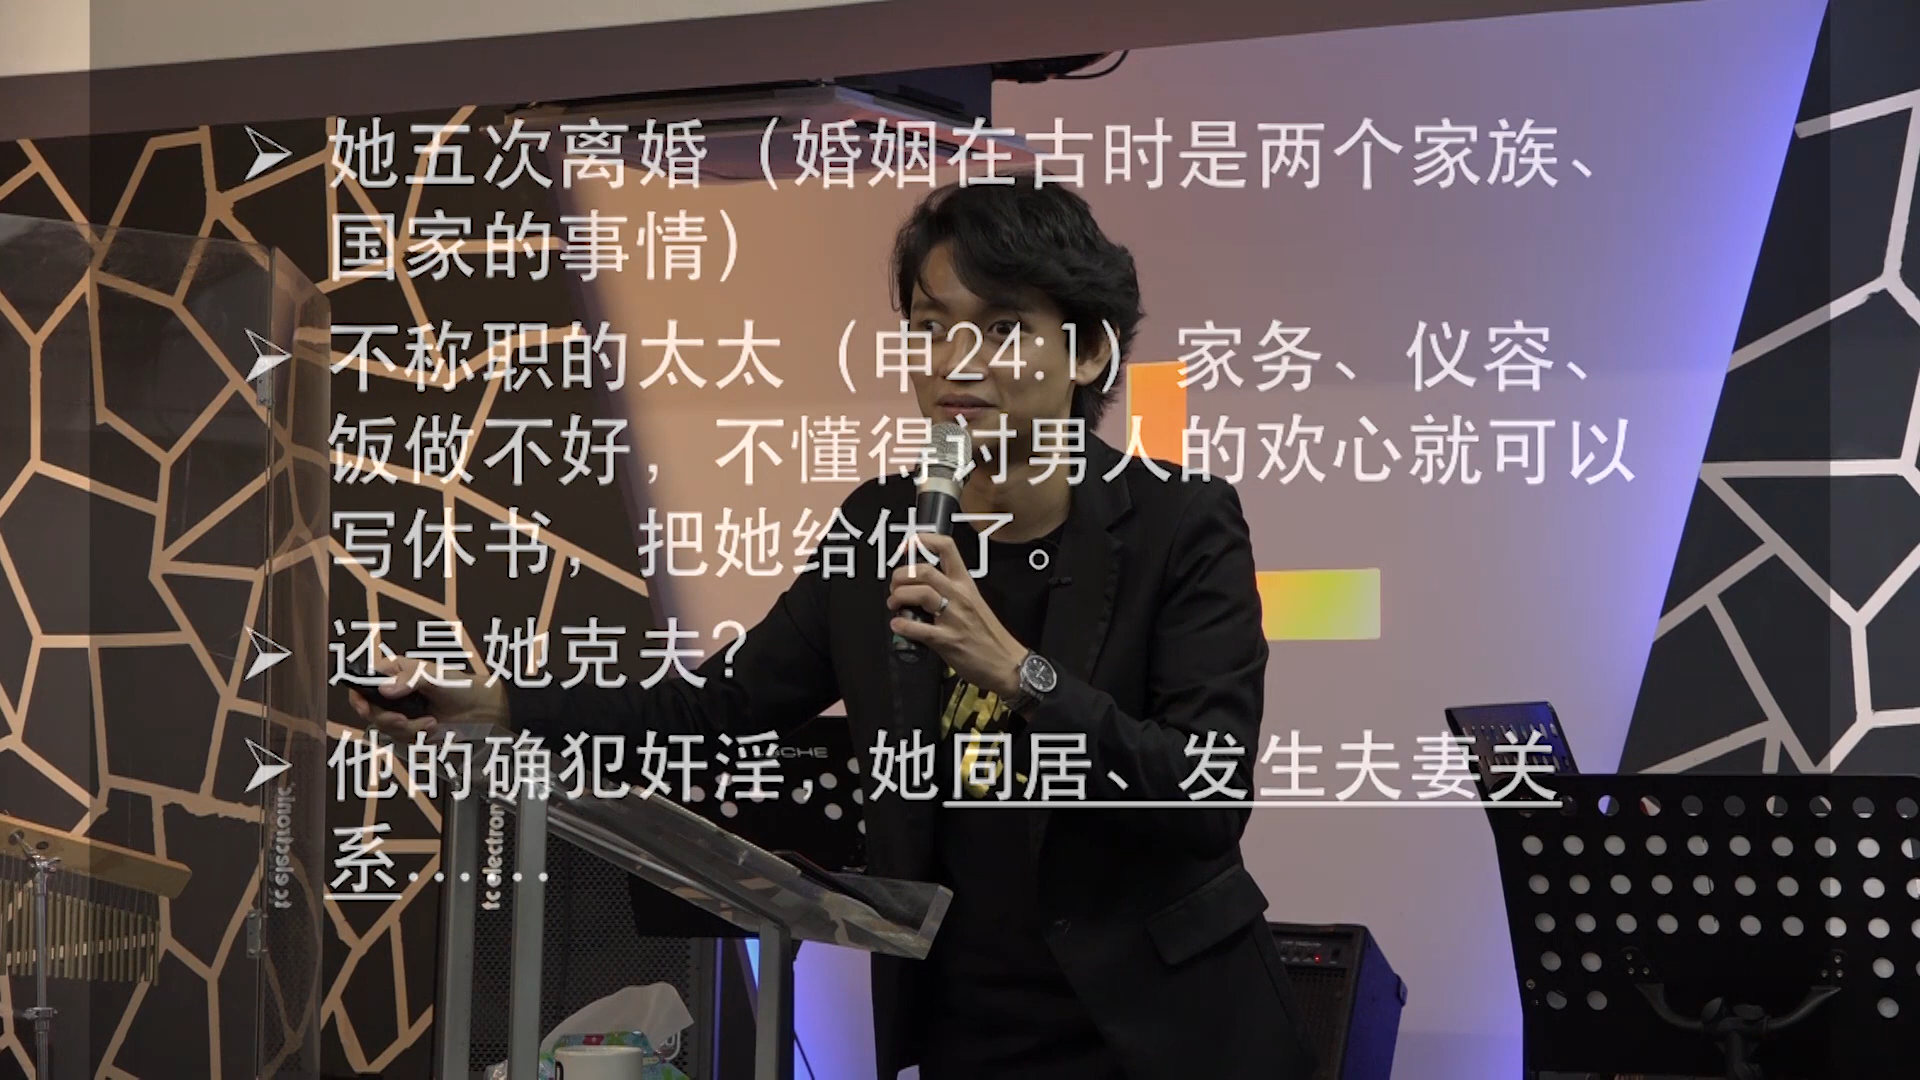 ➢ 她五次离婚（婚姻在古时是两个家族、
国家的事情）
➢ 不称职的太太（申24:1）家务、仪容、
饭做不好，不懂得讨男人的欢心就可以
写休书，把她给休了。
➢ 还是她克夫？
➢ 他的确犯奸淫，她同居、发生夫妻关
系……
tc electronic
tc electronic